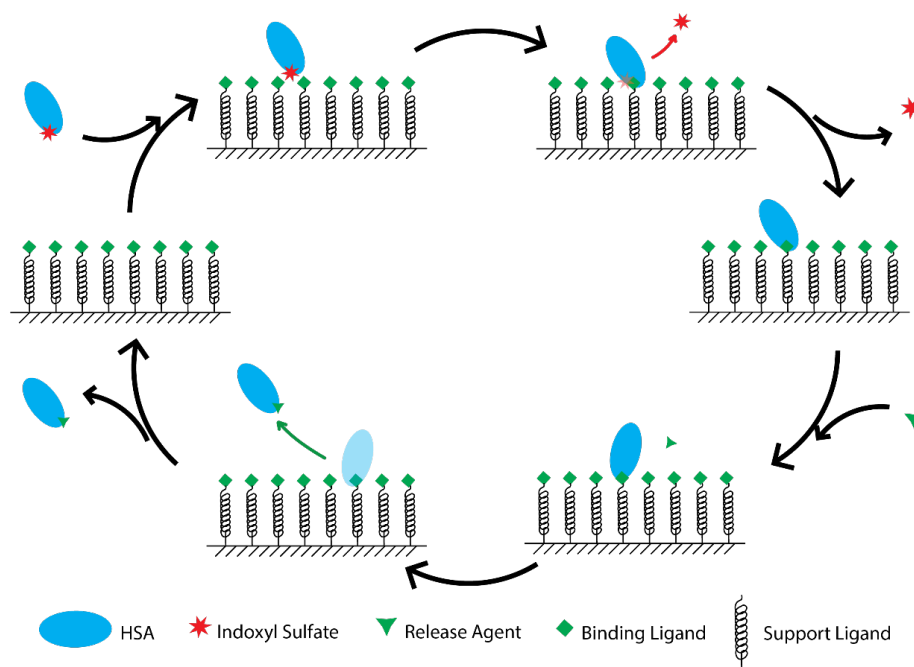 HSA
Indoxyl Sulfate
Release Agent
Binding Ligand
Support Ligand